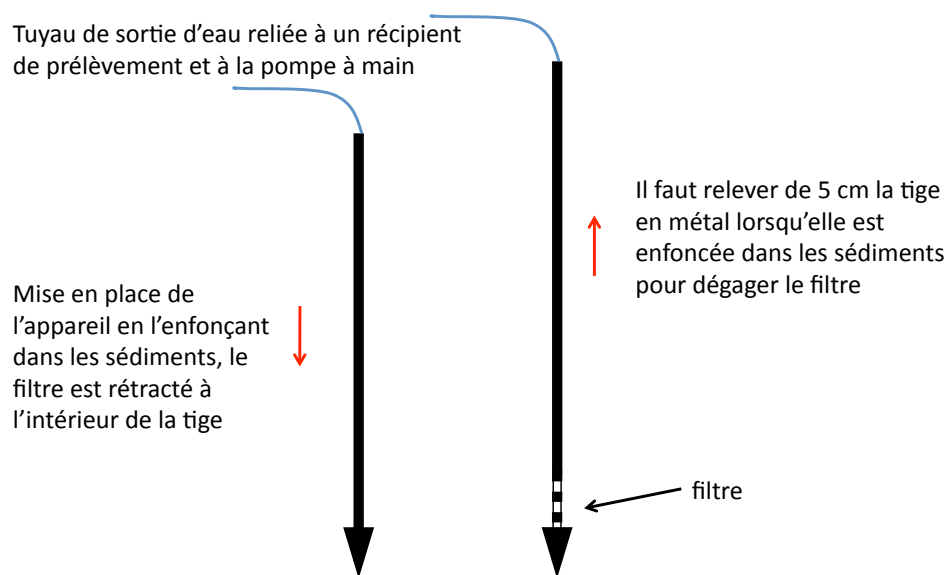 Tuyau de sortie d’eau reliée à un récipient
de prélèvement et à la pompe à main
Il faut relever de 5 cm la tige
en métal lorsqu’elle est
enfoncée dans les sédiments
pour dégager le filtre
Mise en place de
l’appareil en l’enfonçant
dans les sédiments, le
filtre est rétracté à
l’intérieur de la tige
filtre